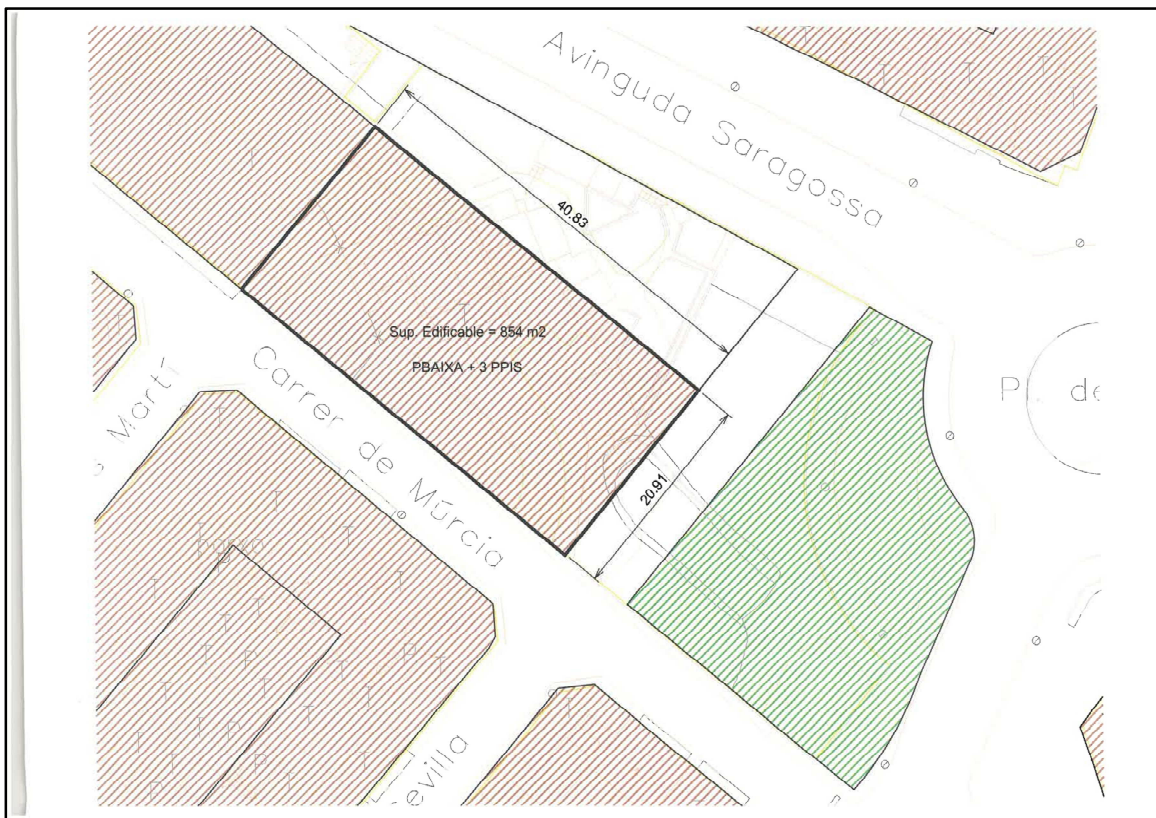 Avinguda Saragossa
40.83
Sup. Edificable = 854 m2
PBAIXA + 3 PPIS
Carrer de Múrcia
20.91
Martí
Pl. de
Sevilla